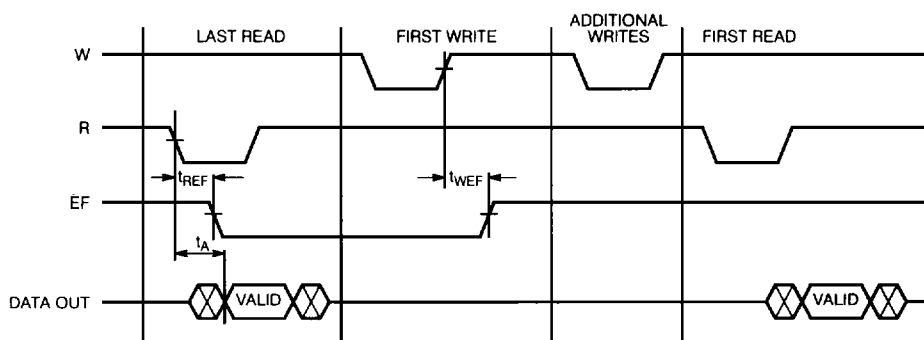 LAST READ
FIRST WRITE
ADDITIONAL
WRITES
FIRST READ
W
R
tREF
tWEF
EF
tA
VALID
VALID
DATA OUT